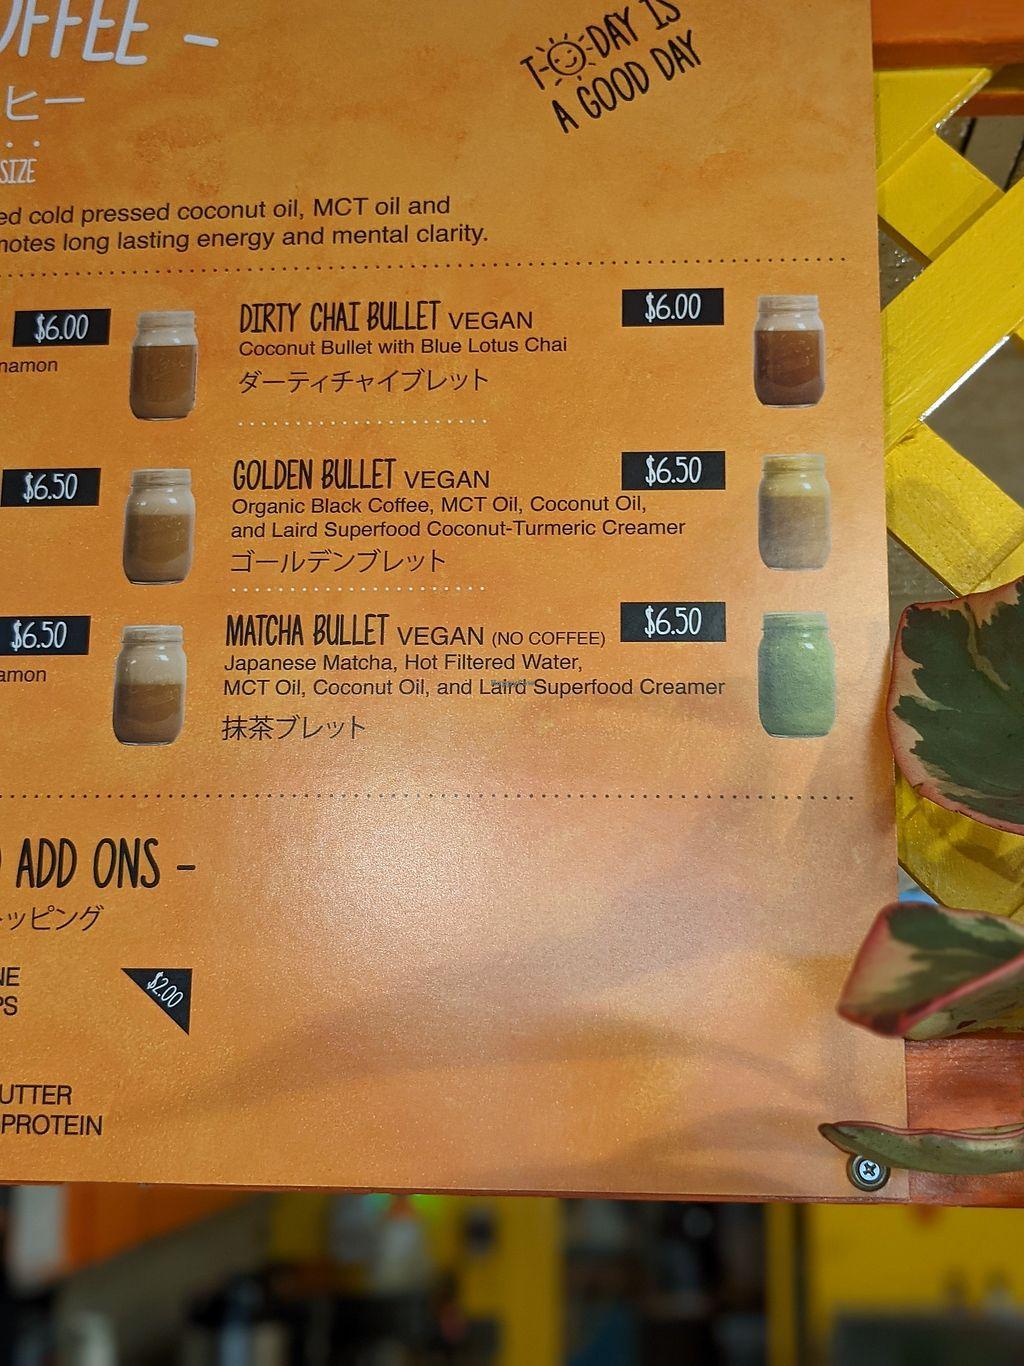 OFFEE -
ヒー
SIZE
T DAY IS
A GOOD DAY
ed cold pressed coconut oil, MCT oil and
notes long lasting energy and mental clarity.
$6.00
nnamon
DIRTY CHAI BULLET VEGAN
$6.00
Coconut Bullet with Blue Lotus Chai
ダーティチャイブレット
$6.50
GOLDEN BULLET VEGAN
$6.50
Organic Black Coffee, MCT Oil, Coconut Oil,
and Laird Superfood Coconut-Turmeric Creamer
ゴールデンブレット
$6.50
amon
MATCHA BULLET VEGAN (NO COFFEE)
$6.50
Japanese Matcha, Hot Filtered Water,
MCT Oil, Coconut Oil, and Laird Superfood Creamer
抹茶ブレット
ADD ONS -
ッピング
NE
PS
$2.00
UTTER
PROTEIN